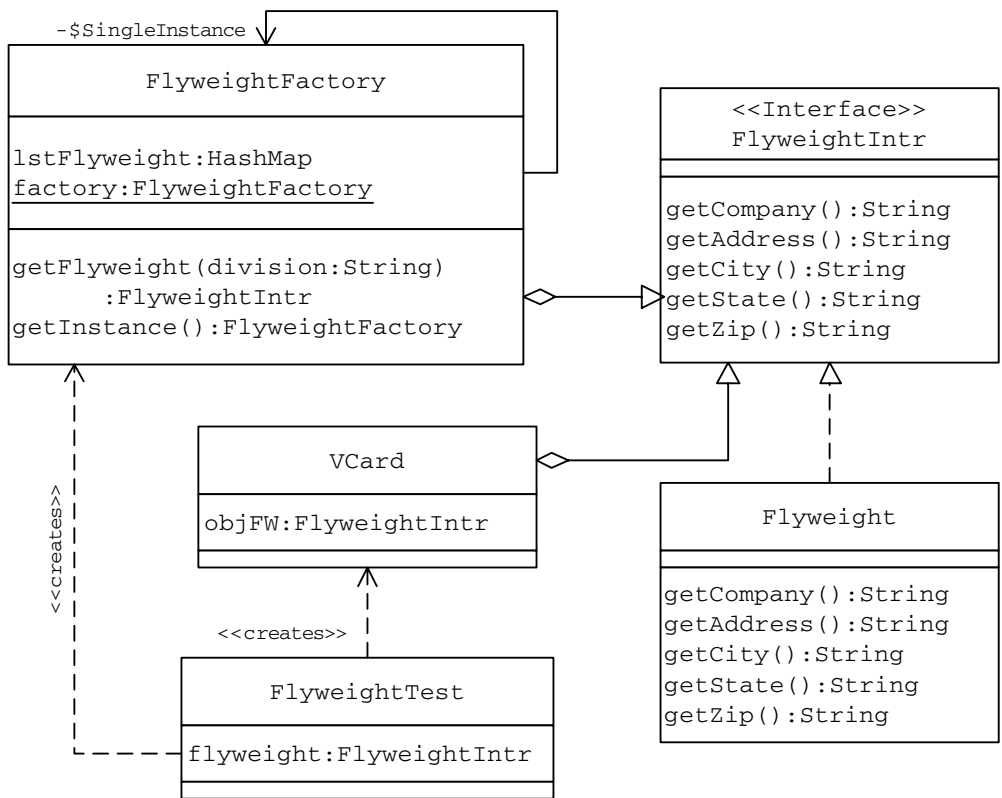 -$SingleInstance
FlyweightFactory
lstFlyweight:HashMap
factory:FlyweightFactory
getFlyweight(division:String)
:FlyweightIntr
getInstance():FlyweightFactory
<<Interface>>
FlyweightIntr
getCompany():String
getAddress():String
getCity():String
getState():String
getZip():String
VCard
objFW:FlyweightIntr
Flyweight
getCompany():String
getAddress():String
getCity():String
getState():String
getZip():String
<<creates>>
<<creates>>
FlyweightTest
flyweight:FlyweightIntr